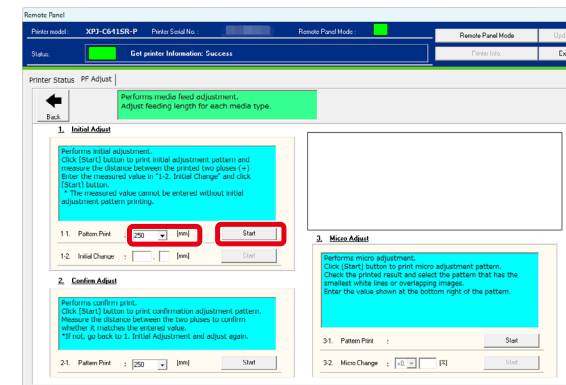 Remote Panel
Printer model : XPJ-C641SR-P Printer Serial No. : Remote Panel Mode :
Remote Panel Mode
Status: Get printer Information: Success
Printer Info.
Printer Status PF Adjust
Back
Performs media feed adjustment.
Adjust feeding length for each media type.
1. Initial Adjust
Performs initial adjustment.
Click [Start] button to print initial adjustment pattern and
measure the distance between the printed two pluses (+)
Enter the measured value in "1-2. Initial Change" and click
[Start] button.
* The measured value cannot be entered without initial
adjustment pattern printing.
1 1. Pattern Print : 250 [mm] Start
1-2. Initial Change : . [mm] Start
2. Confirm Adjust
Performs confirm print.
Click [Start] button to print confirmation adjustment pattern.
Measure the distance between the two pluses to confirm
whether it matches the entered value.
*If not, go back to 1. Initial Adjustment and adjust again.
2-1. Pattern Print : 250 [mm] Start
3. Micro Adjust
Performs micro adjustment.
Click [Start] button to print micro adjustment pattern.
Check the printed result and select the pattern that has the
smallest white lines or overlapping images.
Enter the value shown at the bottom right of the pattern.
3-1. Pattern Print : Start
3-2. Micro Change : +0. [%] Start